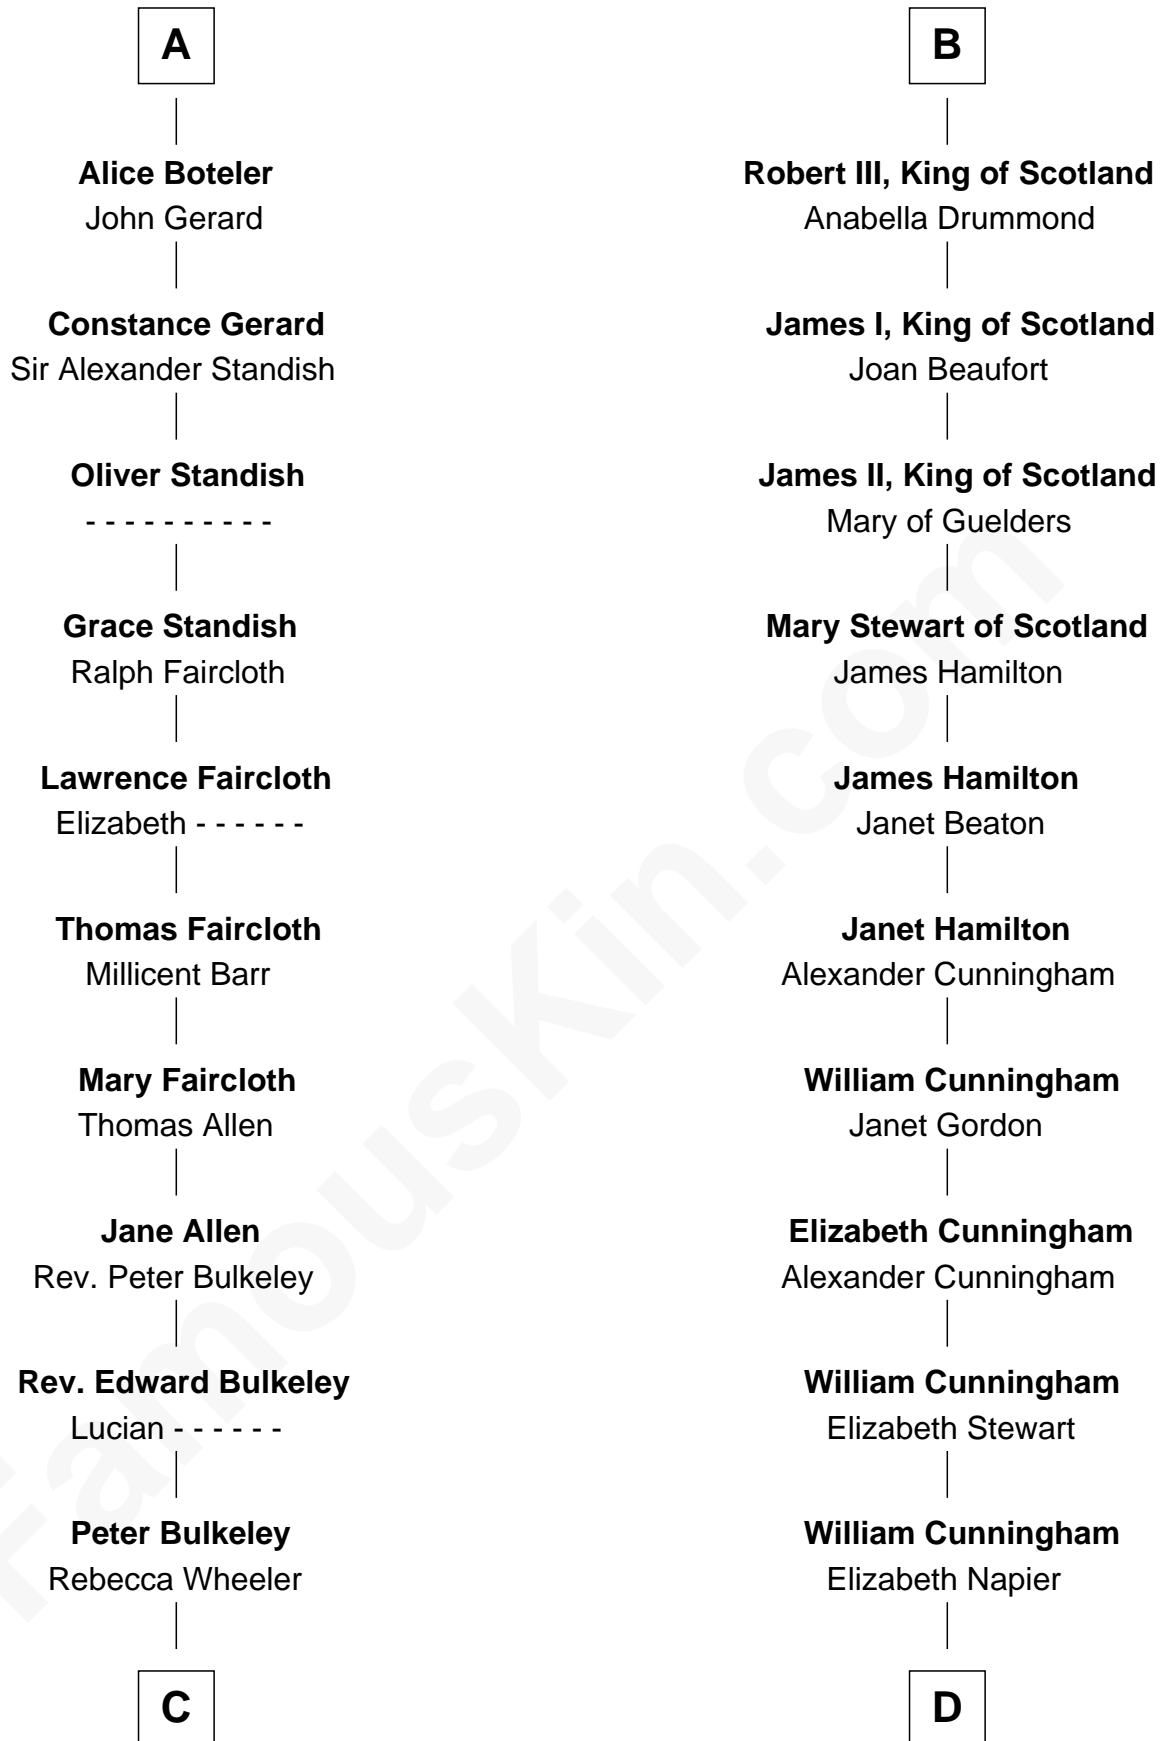 A
Alice Boteler
John Gerard
Constance Gerard
Sir Alexander Standish
Oliver Standish
- - - - - - - - - -
Grace Standish
Ralph Faircloth
Lawrence Faircloth
Elizabeth - - - - - -
Thomas Faircloth
Millicent Barr
Mary Faircloth
Thomas Allen
Jane Allen
Rev. Peter Bulkeley
Rev. Edward Bulkeley
Lucian - - - - - -
Peter Bulkeley
Rebecca Wheeler
C
B
Robert III, King of Scotland
Anabella Drummond
James I, King of Scotland
Joan Beaufort
James II, King of Scotland
Mary of Guelders
Mary Stewart of Scotland
James Hamilton
James Hamilton
Janet Beaton
Janet Hamilton
Alexander Cunningham
William Cunningham
Janet Gordon
Elizabeth Cunningham
Alexander Cunningham
William Cunningham
Elizabeth Stewart
William Cunningham
Elizabeth Napier
D
FamousKin.com